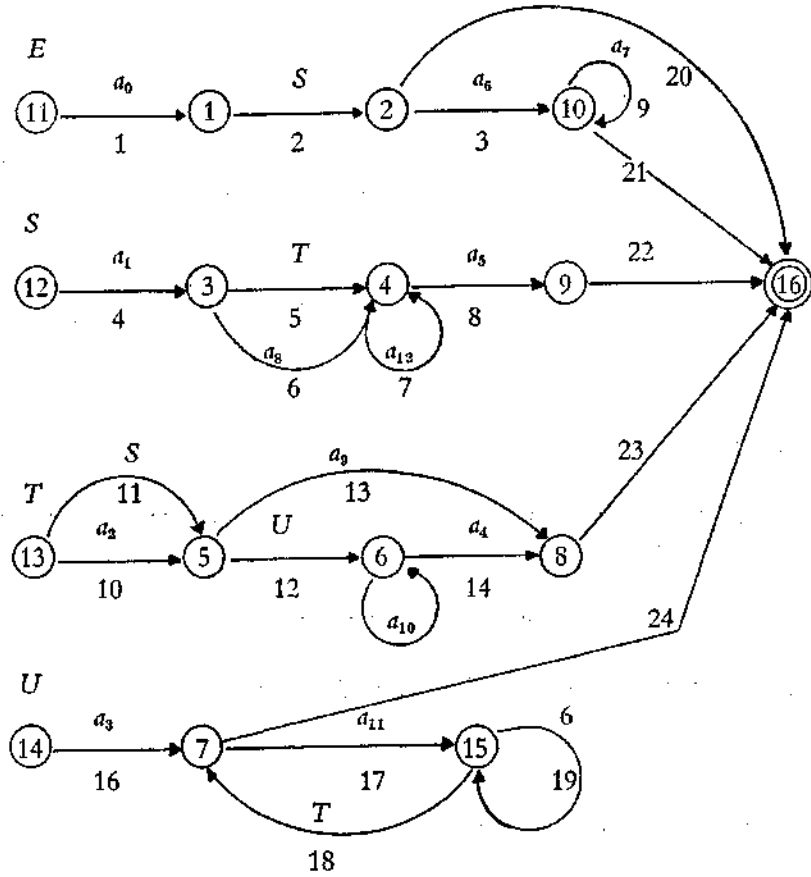 E
a₀ S a₆ a₇ 20
11 1 2 10 9
1 2 3
21
S
a₁ T a₅ 22
12 3 4 9 16
4 5 8
a₈ a₁₂
6 7
S a₉ 23
T 11 13
a₂ U a₄
13 5 6 8
10 12 14
a₁₀
24
U
a₃ a₁₁ 6
14 7 15 19
16 17
T
18